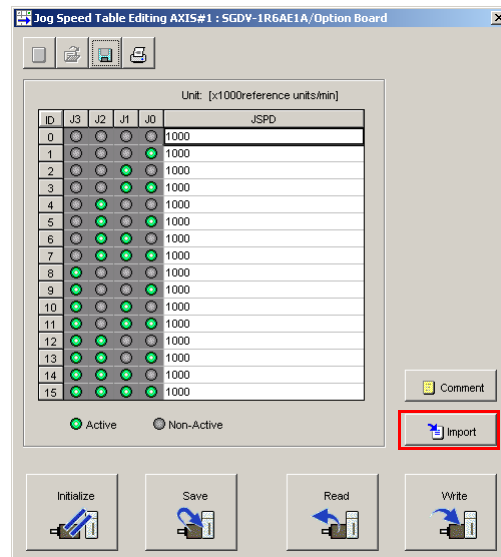 Jog Speed Table Editing AXIS#1 : SGDV-1R6AE1A/Option Board
Unit: [x1000reference units/min]
ID J3 J2 J1 J0 JSPD
0 1000
1 1000
2 1000
3 1000
4 1000
5 1000
6 1000
7 1000
8 1000
9 1000
10 1000
11 1000
12 1000
13 1000
14 1000
15 1000
Active Non-Active
Comment
Import
Initialize Save Read Write